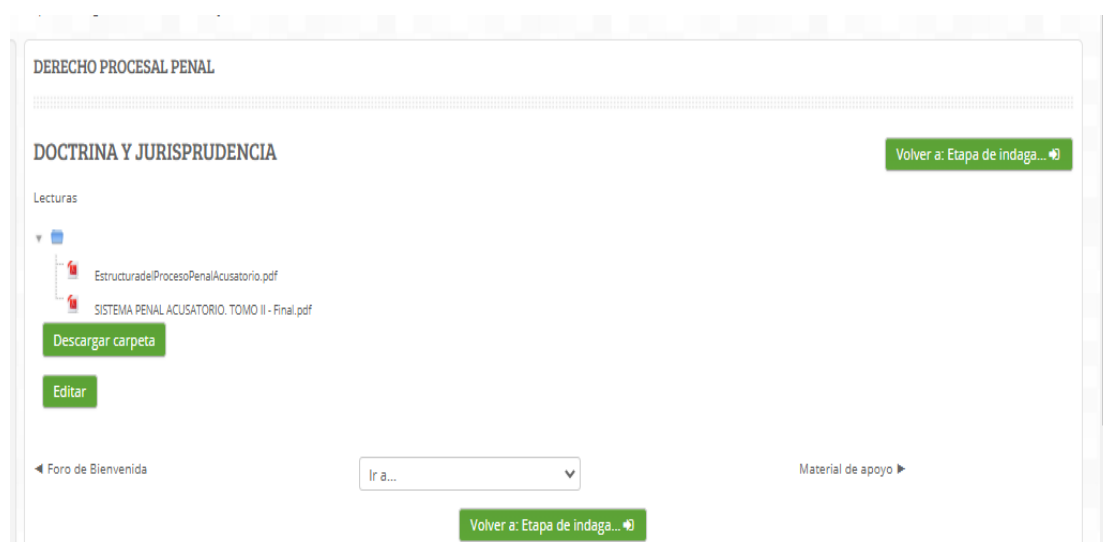 DERECHO PROCESAL PENAL
DOCTRINA Y JURISPRUDENCIA
Volver a: Etapa de indaga...
Lecturas
EstructuradelProcesoPenalAcusatorio.pdf
SISTEMA PENAL ACUSATORIO. TOMO II - Final.pdf
Descargar carpeta
Editar
◀ Foro de Bienvenida
Ir a...
Material de apoyo ▶
Volver a: Etapa de indaga...